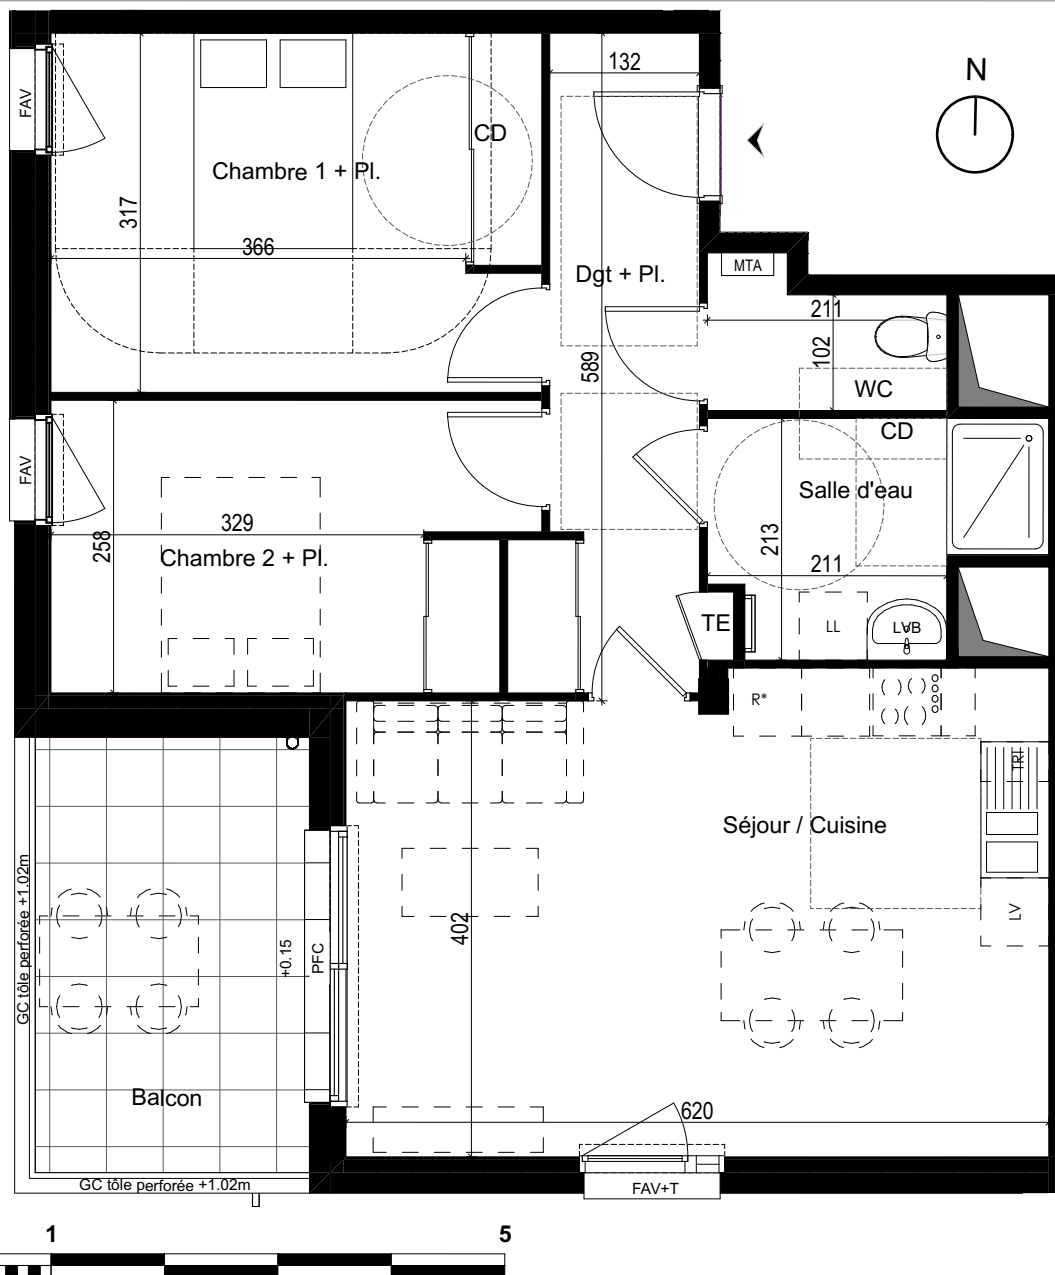 N
132
FAV
CD
Chambre 1 + Pl.
317
366
Dgt + Pl.
MTA
211
102
589
WC
CD
FAV
Salle d'eau
329
258
213
Chambre 2 + Pl.
211
TE
LL
LVB
R*
TRI
Séjour / Cuisine
GC tôle perforée +1.02m
402
LV
+0.15
PFC
Balcon
620
GC tôle perforée +1.02m
FAV+T
1
5